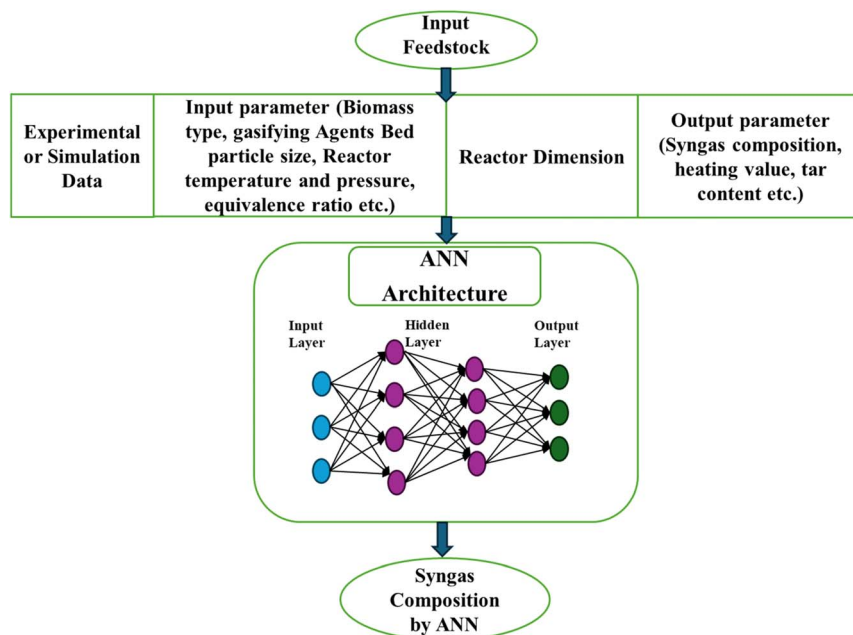 Input
Feedstock
Experimental
or Simulation
Data
Input parameter (Biomass
type, gasifying Agents Bed
particle size, Reactor
temperature and pressure,
equivalence ratio etc.)
Reactor Dimension
Output parameter
(Syngas composition,
heating value, tar
content etc.)
ANN
Architecture
Input
Layer
Hidden
Layer
Output
Layer
Syngas
Composition
by ANN